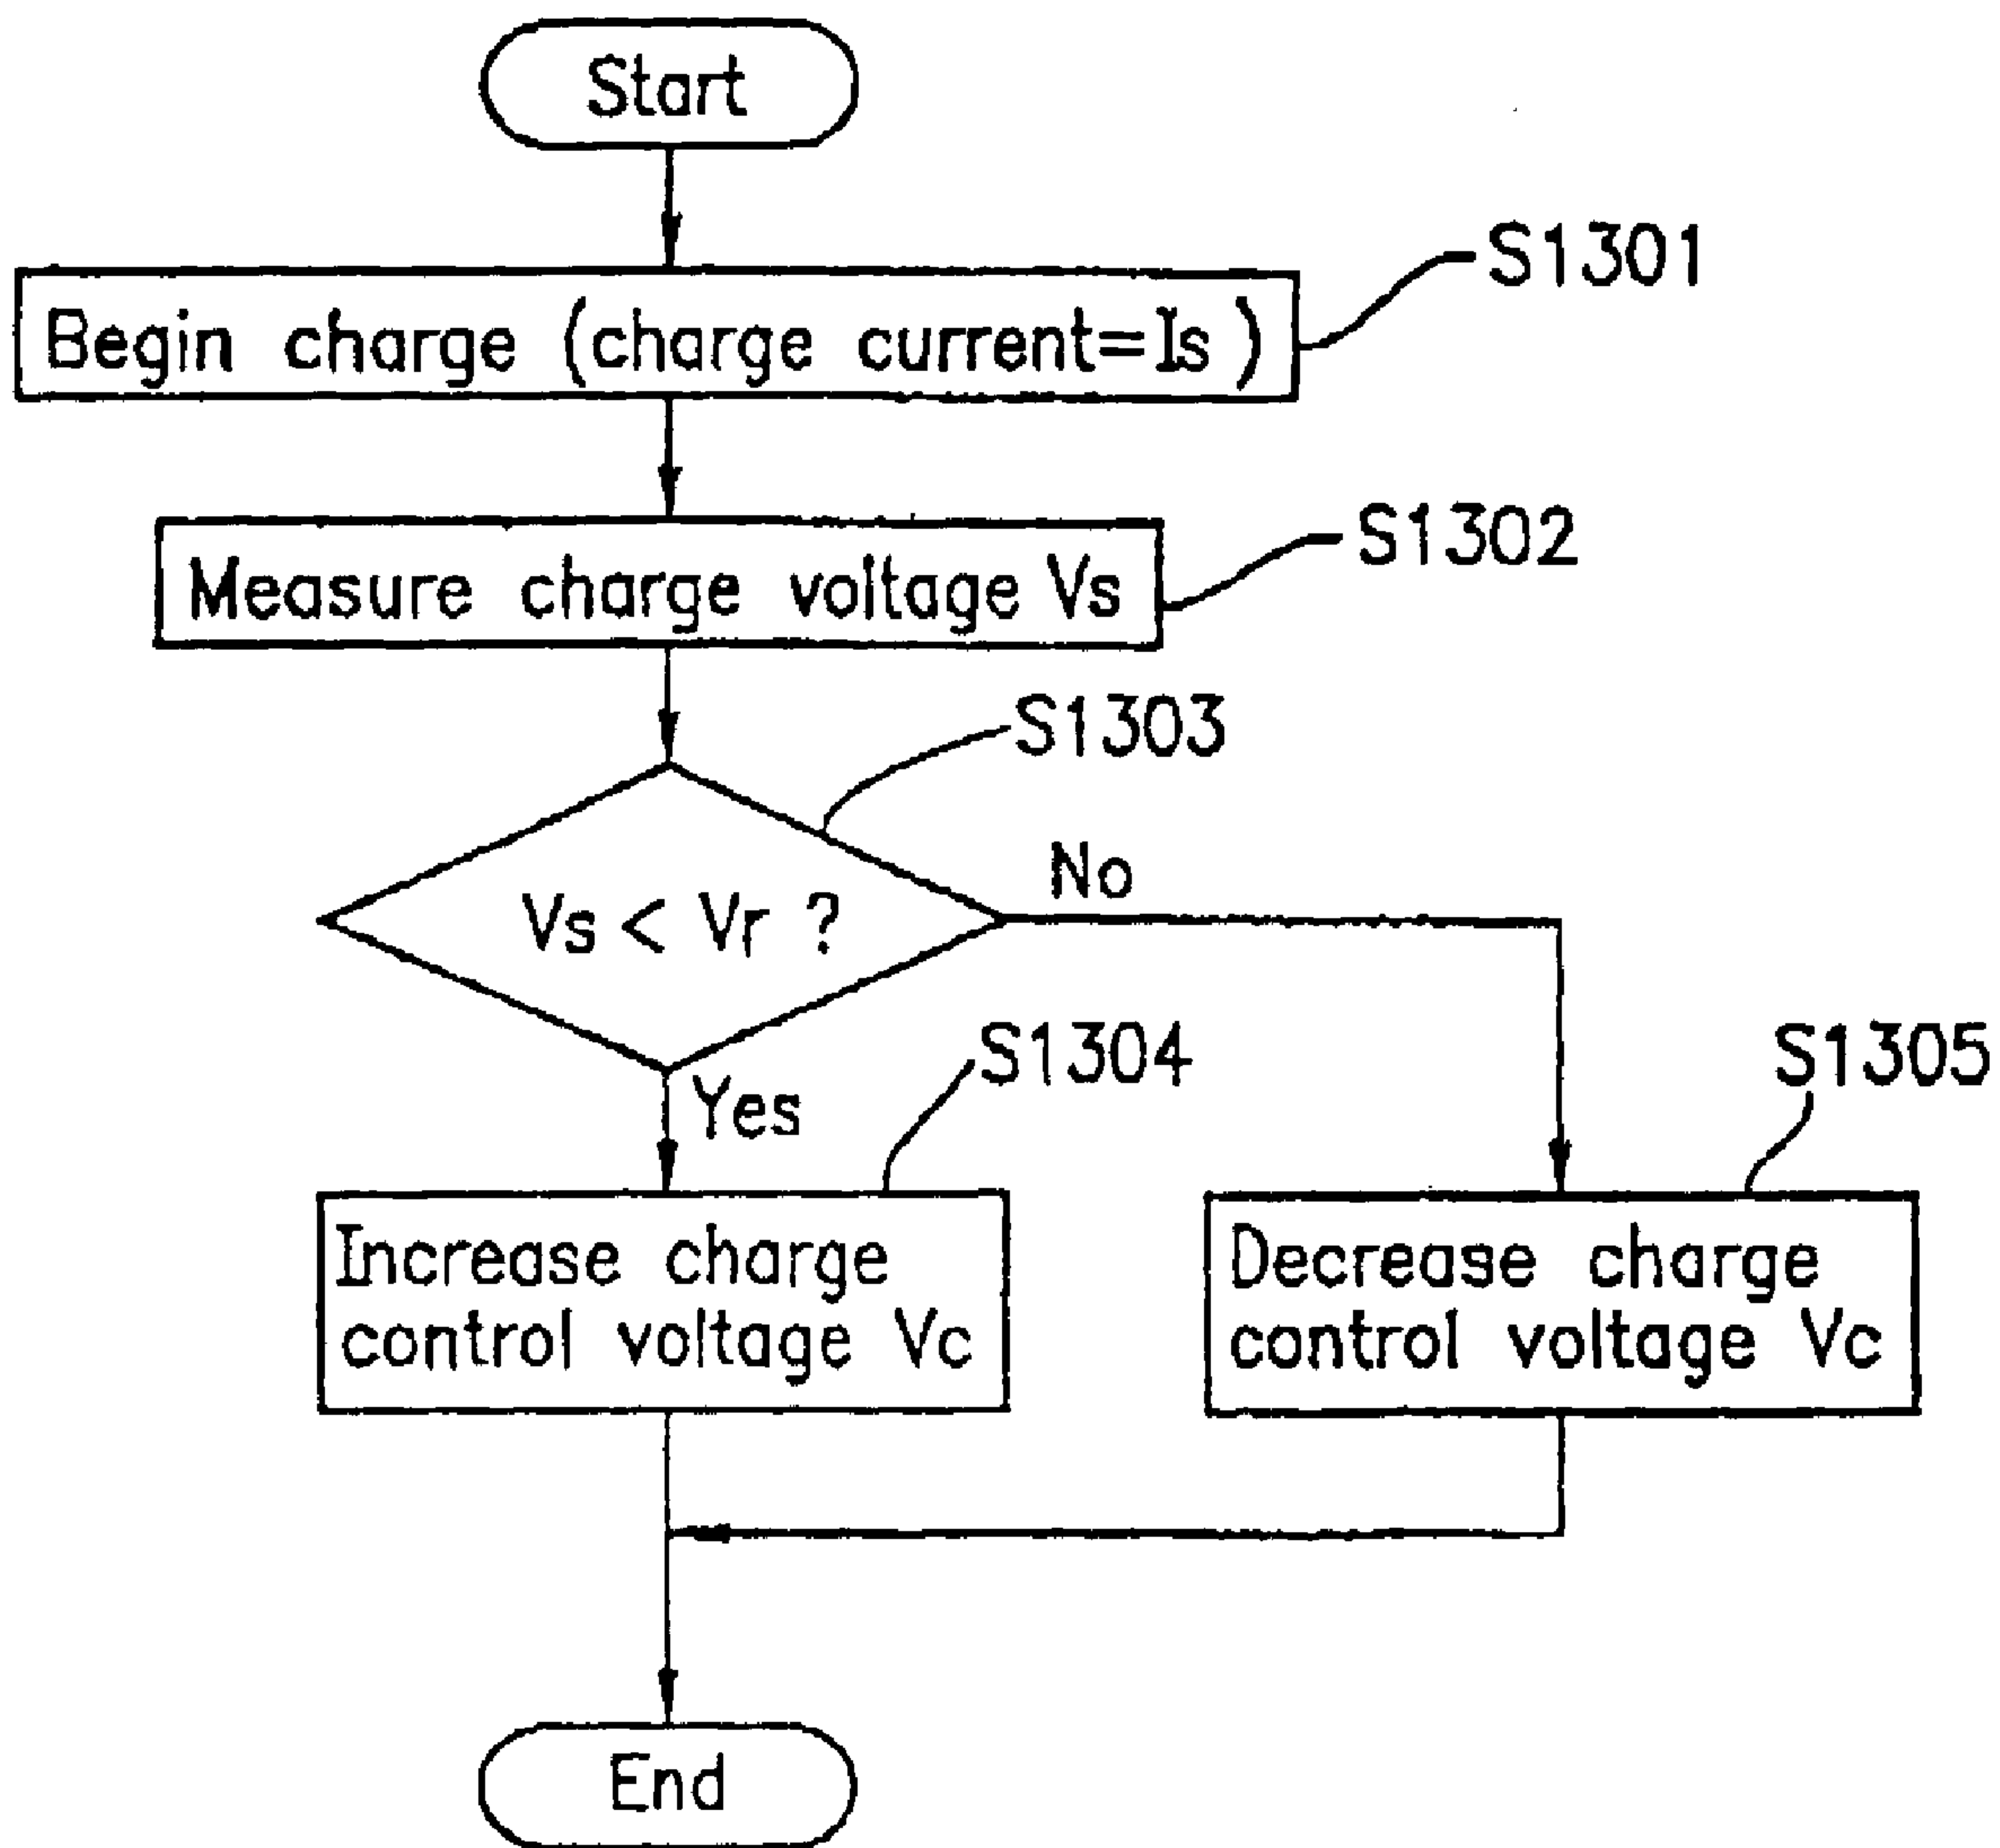 Start
S1301
Begin charge (charge current=Is)
S1302
Measure charge voltage Vs
S1303
Vs < Vr ?
No
Yes
S1304
S1305
Increase charge
control voltage Vc
Decrease charge
control voltage Vc
End